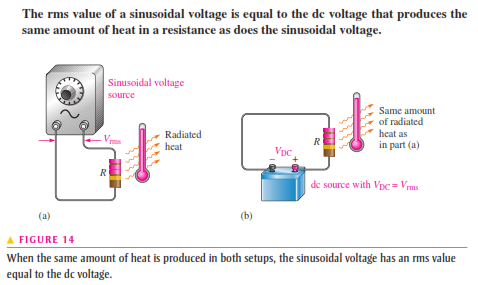 The rms value of a sinusoidal voltage is equal to the dc voltage that produces the
same amount of heat in a resistance as does the sinusoidal voltage.
Sinusoidal voltage
source
Vrms
Radiated
heat
R
(a)
VDC
− +
R
Same amount
of radiated
heat as
in part (a)
dc source with VDC = Vrms
(b)
▲ FIGURE 14
When the same amount of heat is produced in both setups, the sinusoidal voltage has an rms value
equal to the dc voltage.